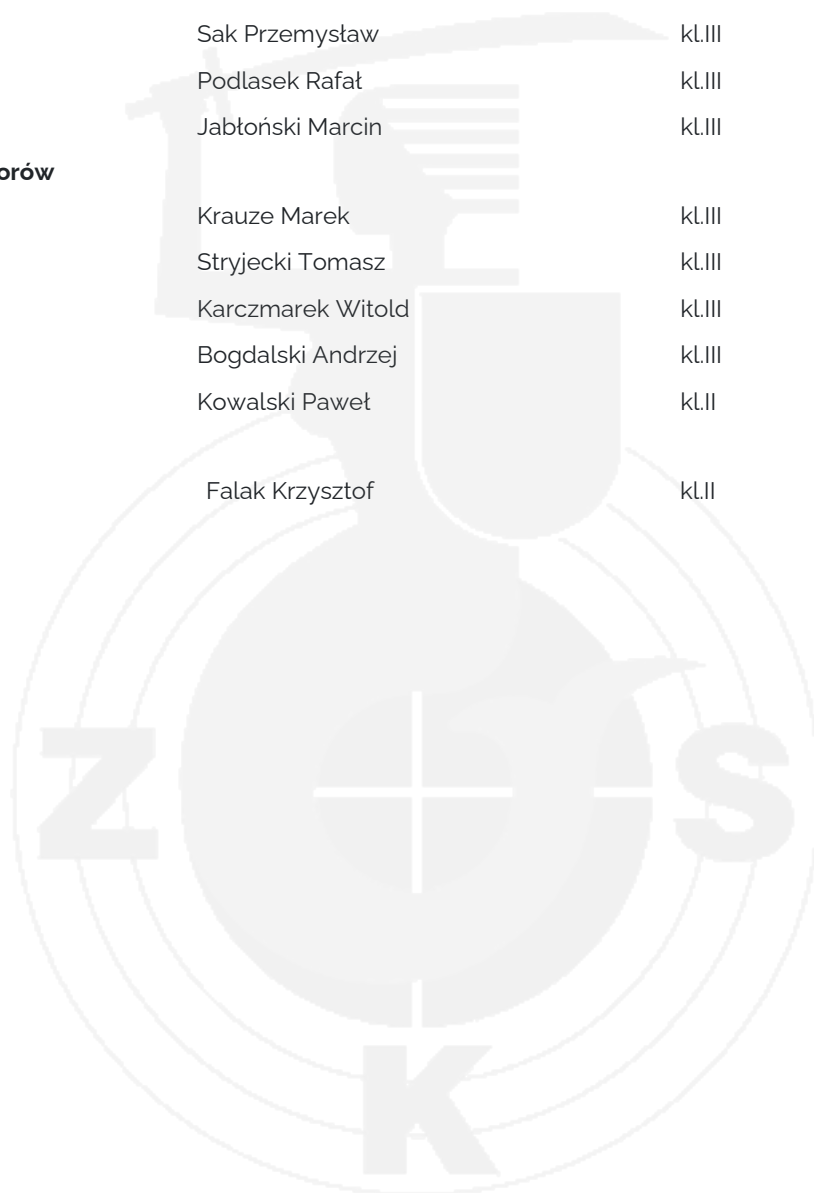 Sak Przemysław kl.III
Podlasek Rafał kl.III
Jabłoński Marcin kl.III
orów
Krauze Marek kl.III
Stryjecki Tomasz kl.III
Karczmarek Witold kl.III
Bogdalski Andrzej kl.III
Kowalski Paweł kl.II
Falak Krzysztof kl.II
Z S
K